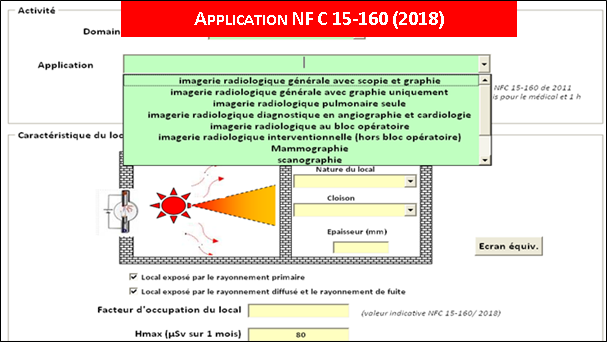 APPLICATION NF C 15-160 (2018)
Activité
Domain
Application
imagerie radiologique générale avec scopie et graphie
imagerie radiologique générale avec graphie uniquement
imagerie radiologique pulmonaire seule
imagerie radiologique diagnostique en angiographie et cardiologie
imagerie radiologique au bloc opératoire
imagerie radiologique interventionnelle (hors bloc opératoire)
Mammographie
scanographie
NFC 15-160 de 2011
is pour le médical et 1 h
Caractéristique du loc
Nature du local
Cloison
Epaisseur (mm)
Ecran équiv.
Local exposé par le rayonnement primaire
Local exposé par le rayonnement diffusé et le rayonnement de fuite
Facteur d'occupation du local
(valeur indicative NFC 15-160/ 2018)
Hmax (µSv sur 1 mois)
80